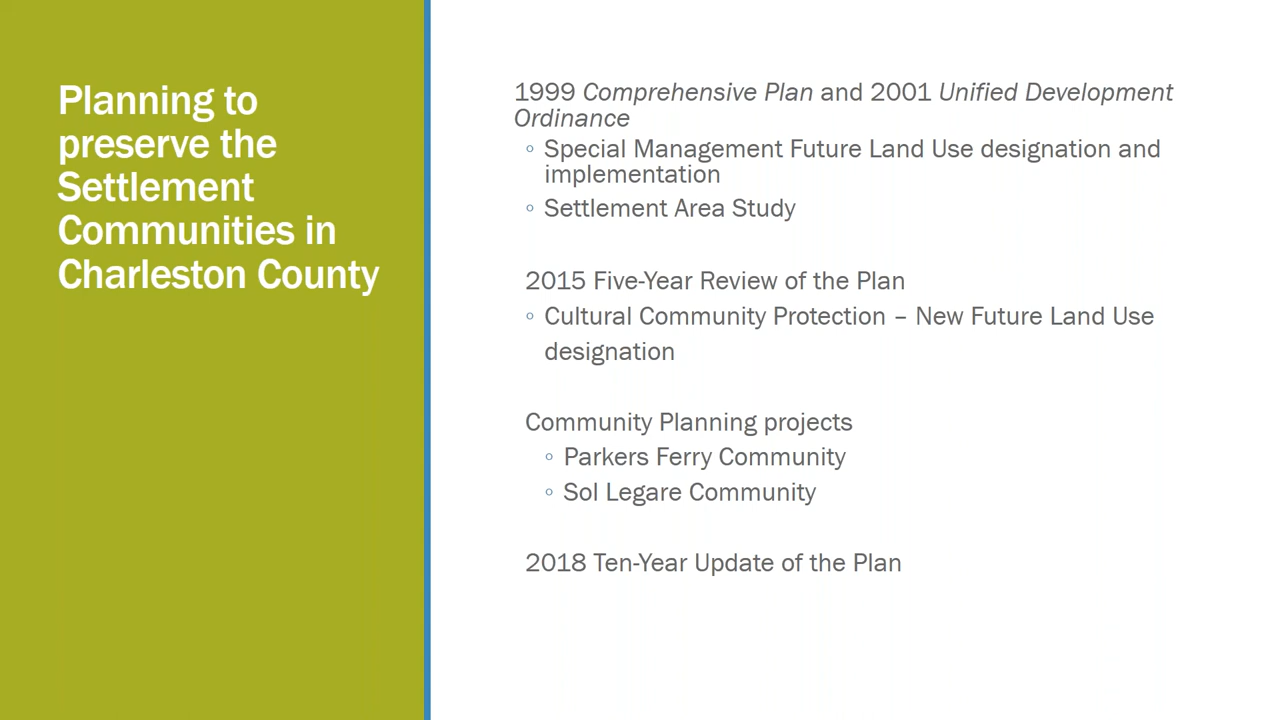 Planning to
preserve the
Settlement
Communities in
Charleston County
1999 Comprehensive Plan and 2001 Unified Development
Ordinance
◦ Special Management Future Land Use designation and
implementation
◦ Settlement Area Study
2015 Five-Year Review of the Plan
◦ Cultural Community Protection – New Future Land Use
designation
Community Planning projects
◦ Parkers Ferry Community
◦ Sol Legare Community
2018 Ten-Year Update of the Plan